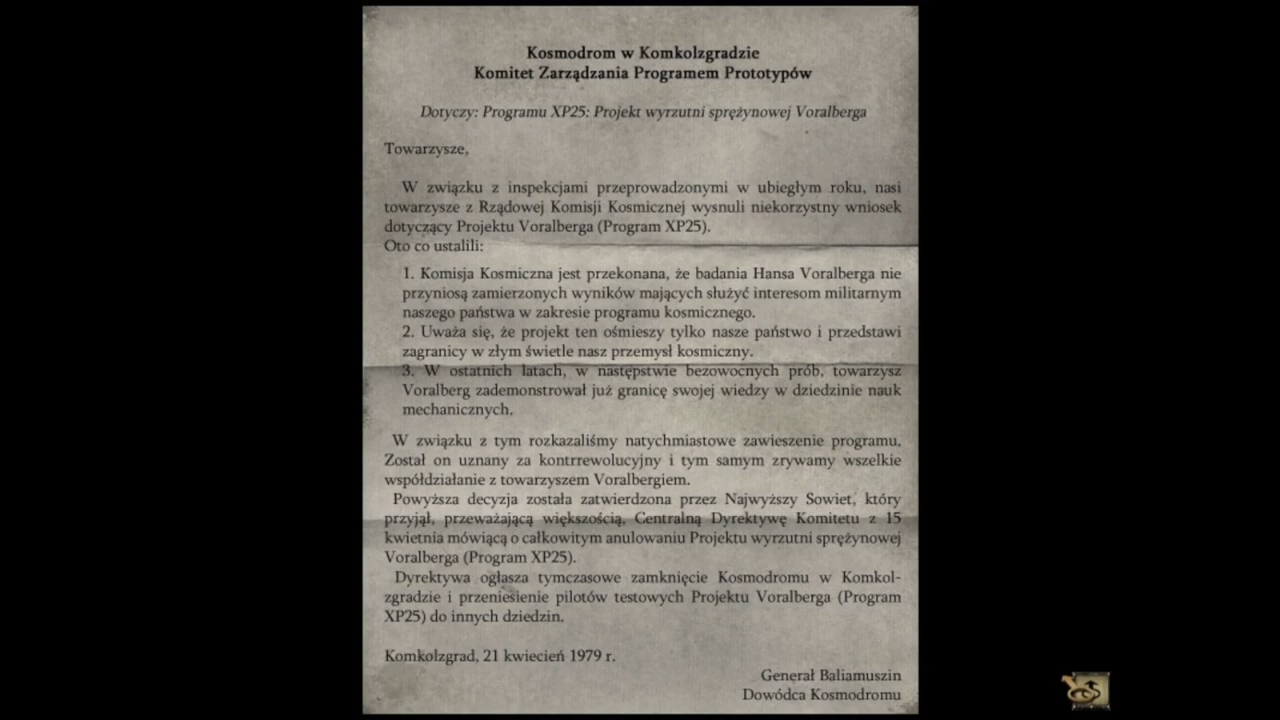 Kosmodrom w Komkolzgradzie
Komitet Zarządzania Programem Prototypów
Dotyczy: Programu XP25: Projekt wyrzutni sprężynowej Voralberga
Towarzysze,
W związku z inspekcjami przeprowadzonymi w ubiegłym roku, nasi
towarzysze z Rządowej Komisji Kosmicznej wysnuli niekorzystny wniosek
dotyczący Projektu Voralberga (Program XP25).
Oto co ustalili:
1. Komisja Kosmiczna jest przekonana, że badania Hansa Voralberga nie
przyniosą zamierzonych wyników mających służyć interesom militarnym
naszego państwa w zakresie programu kosmicznego.
2. Uważa się, że projekt ten ośmieszy tylko nasze państwo i przedstawi
zagranicy w złym świetle nasz przemysł kosmiczny.
3. W ostatnich latach, w następstwie bezowocnych prób, towarzysz
Voralberg zademonstrował już granicę swojej wiedzy w dziedzinie nauk
mechanicznych.
W związku z tym rozkazaliśmy natychmiastowe zawieszenie programu.
Został on uznany za kontrrewolucyjny i tym samym zrywamy wszelkie
współdziałanie z towarzyszem Voralbergiem.
Powyższa decyzja została zatwierdzona przez Najwyższy Sowiet, który
przyjął, przeważającą większością, Centralną Dyrektywę Komitetu z 15
kwietnia mówiącą o całkowitym anulowaniu Projektu wyrzutni sprężynowej
Voralberga (Program XP25).
Dyrektywa ogłasza tymczasowe zamknięcie Kosmodromu w Komkol-
zgradzie i przeniesienie pilotów testowych Projektu Voralberga (Program
XP25) do innych dziedzin.
Komkolzgrad, 21 kwiecień 1979 r.
Generał Baliamuszin
Dowódca Kosmodromu